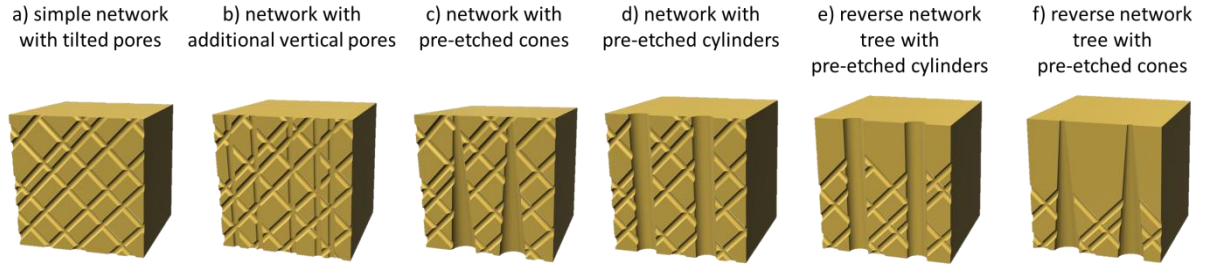 a) simple network
with tilted pores
b) network with
additional vertical pores
c) network with
pre-etched cones
d) network with
pre-etched cylinders
e) reverse network
tree with
pre-etched cylinders
f) reverse network
tree with
pre-etched cones